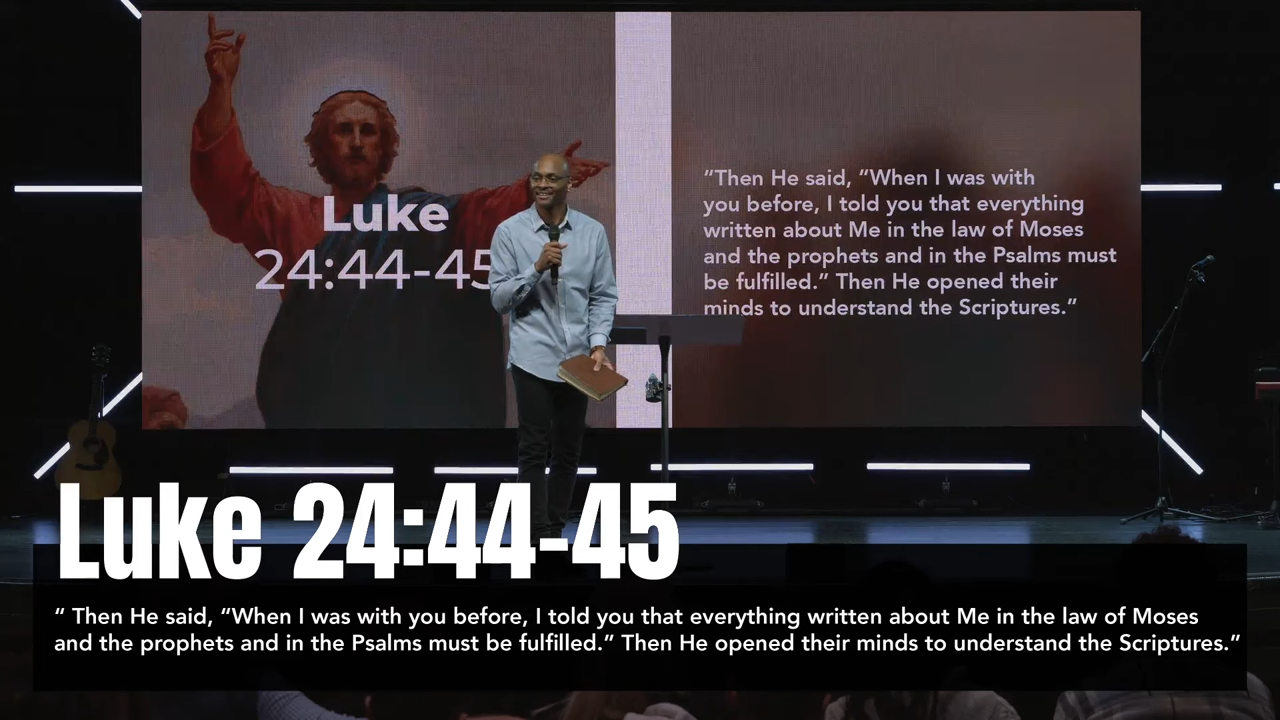 Luke
24:44-45
“Then He said, “When I was with
you before, I told you that everything
written about Me in the law of Moses
and the prophets and in the Psalms must
be fulfilled.” Then He opened their
minds to understand the Scriptures.”
Luke 24:44-45
“ Then He said, “When I was with you before, I told you that everything written about Me in the law of Moses
and the prophets and in the Psalms must be fulfilled.” Then He opened their minds to understand the Scriptures.”